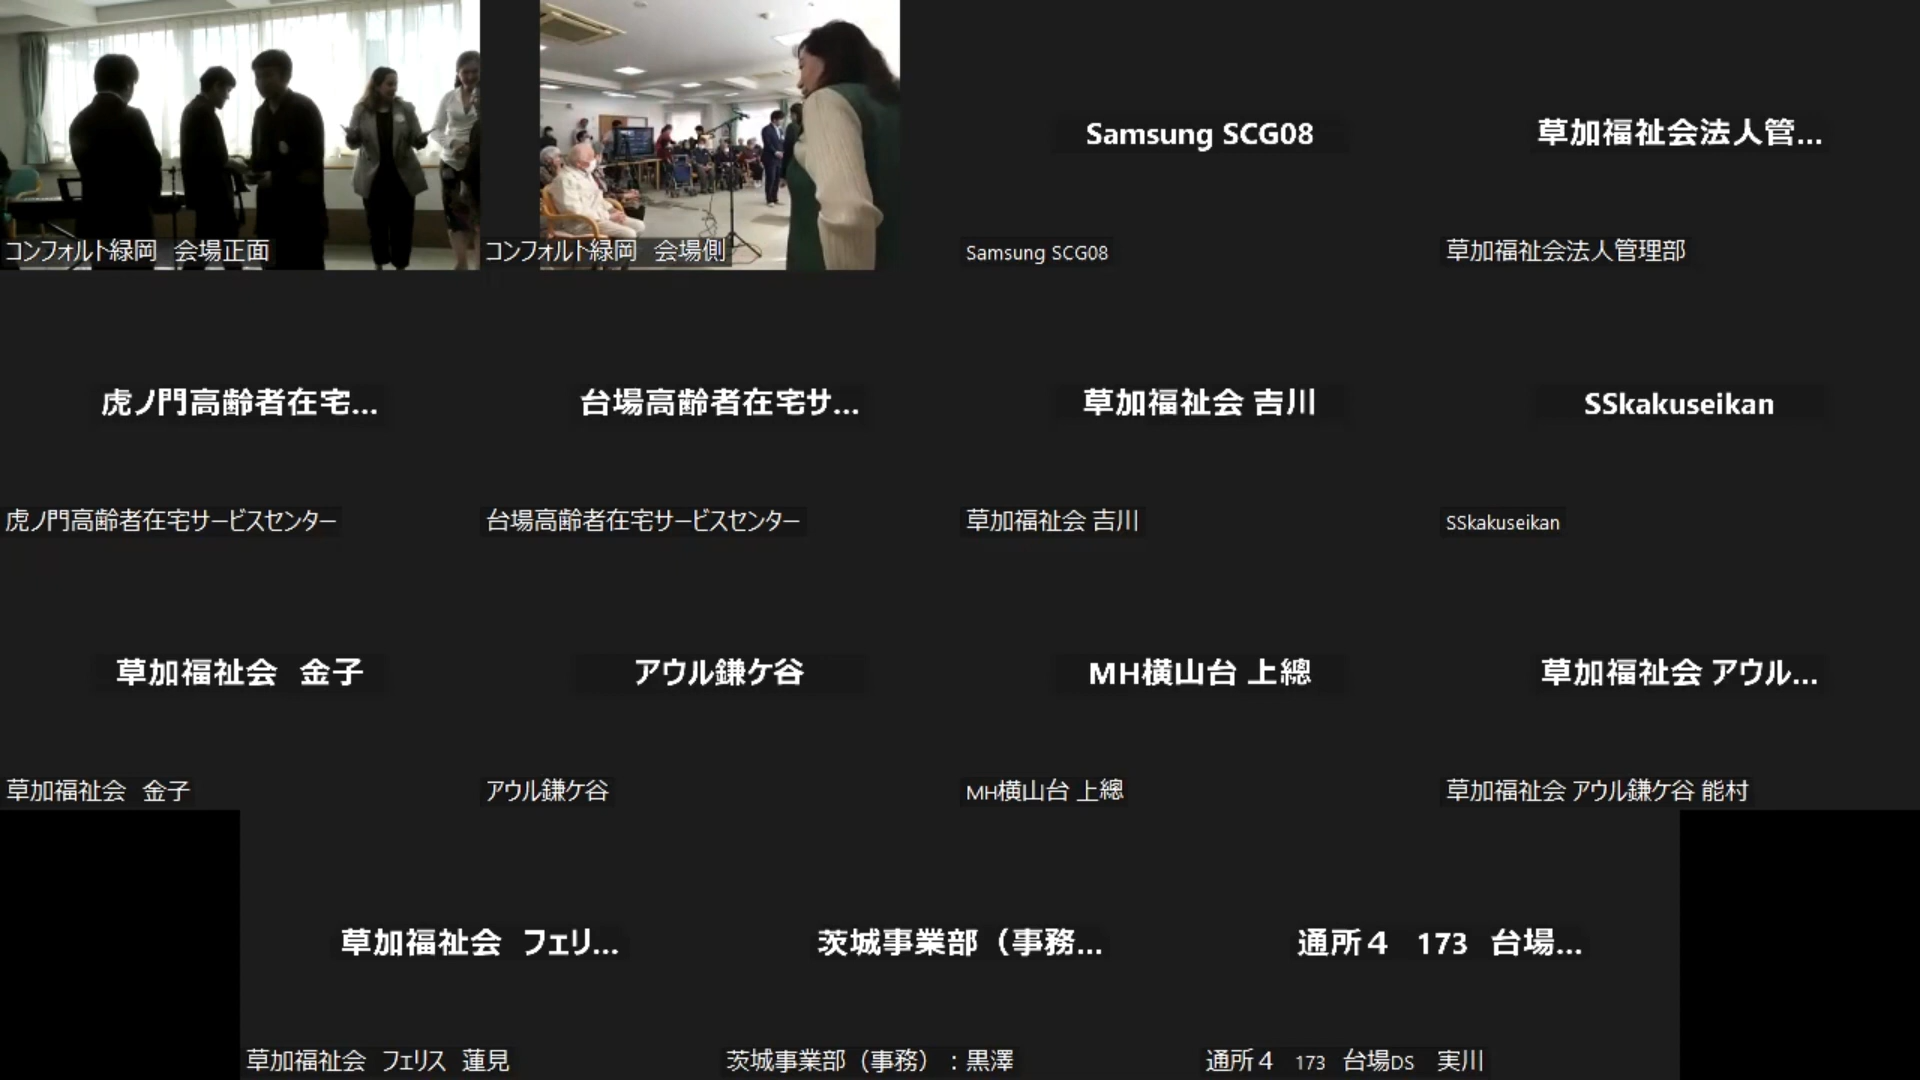 コンフォルト緑岡　会場正面
コンフォルト緑岡　会場側
Samsung SCG08
Samsung SCG08
草加福祉会法人管...
草加福祉会法人管理部
虎ノ門高齢者在宅...
虎ノ門高齢者在宅サービスセンター
台場高齢者在宅サ...
台場高齢者在宅サービスセンター
草加福祉会 吉川
草加福祉会 吉川
SSkakuseikan
SSkakuseikan
草加福祉会　金子
草加福祉会　金子
アウル鎌ケ谷
アウル鎌ケ谷
MH横山台 上總
MH横山台 上總
草加福祉会 アウル...
草加福祉会 アウル鎌ケ谷 能村
草加福祉会　フェリ...
草加福祉会　フェリス　蓮見
茨城事業部（事務...
茨城事業部（事務）：黒澤
通所４　173　台場...
通所４　173　台場DS　実川